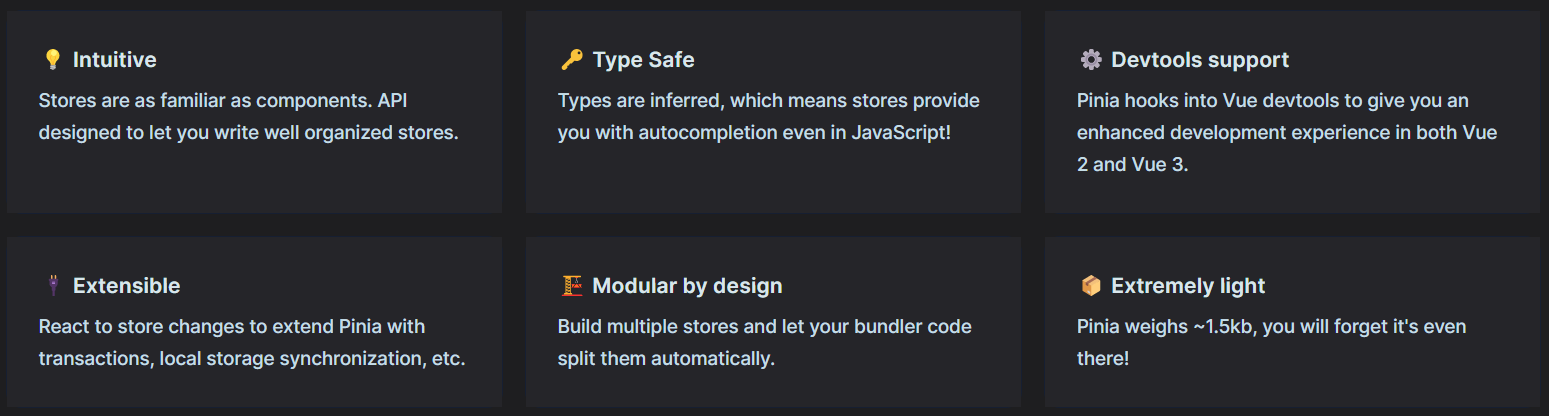 💡 Intuitive
Stores are as familiar as components. API
designed to let you write well organized stores.
🔑 Type Safe
Types are inferred, which means stores provide
you with autocompletion even in JavaScript!
⚙️ Devtools support
Pinia hooks into Vue devtools to give you an
enhanced development experience in both Vue
2 and Vue 3.
🔌 Extensible
React to store changes to extend Pinia with
transactions, local storage synchronization, etc.
🏗 Modular by design
Build multiple stores and let your bundler code
split them automatically.
📦 Extremely light
Pinia weighs ~1.5kb, you will forget it's even
there!